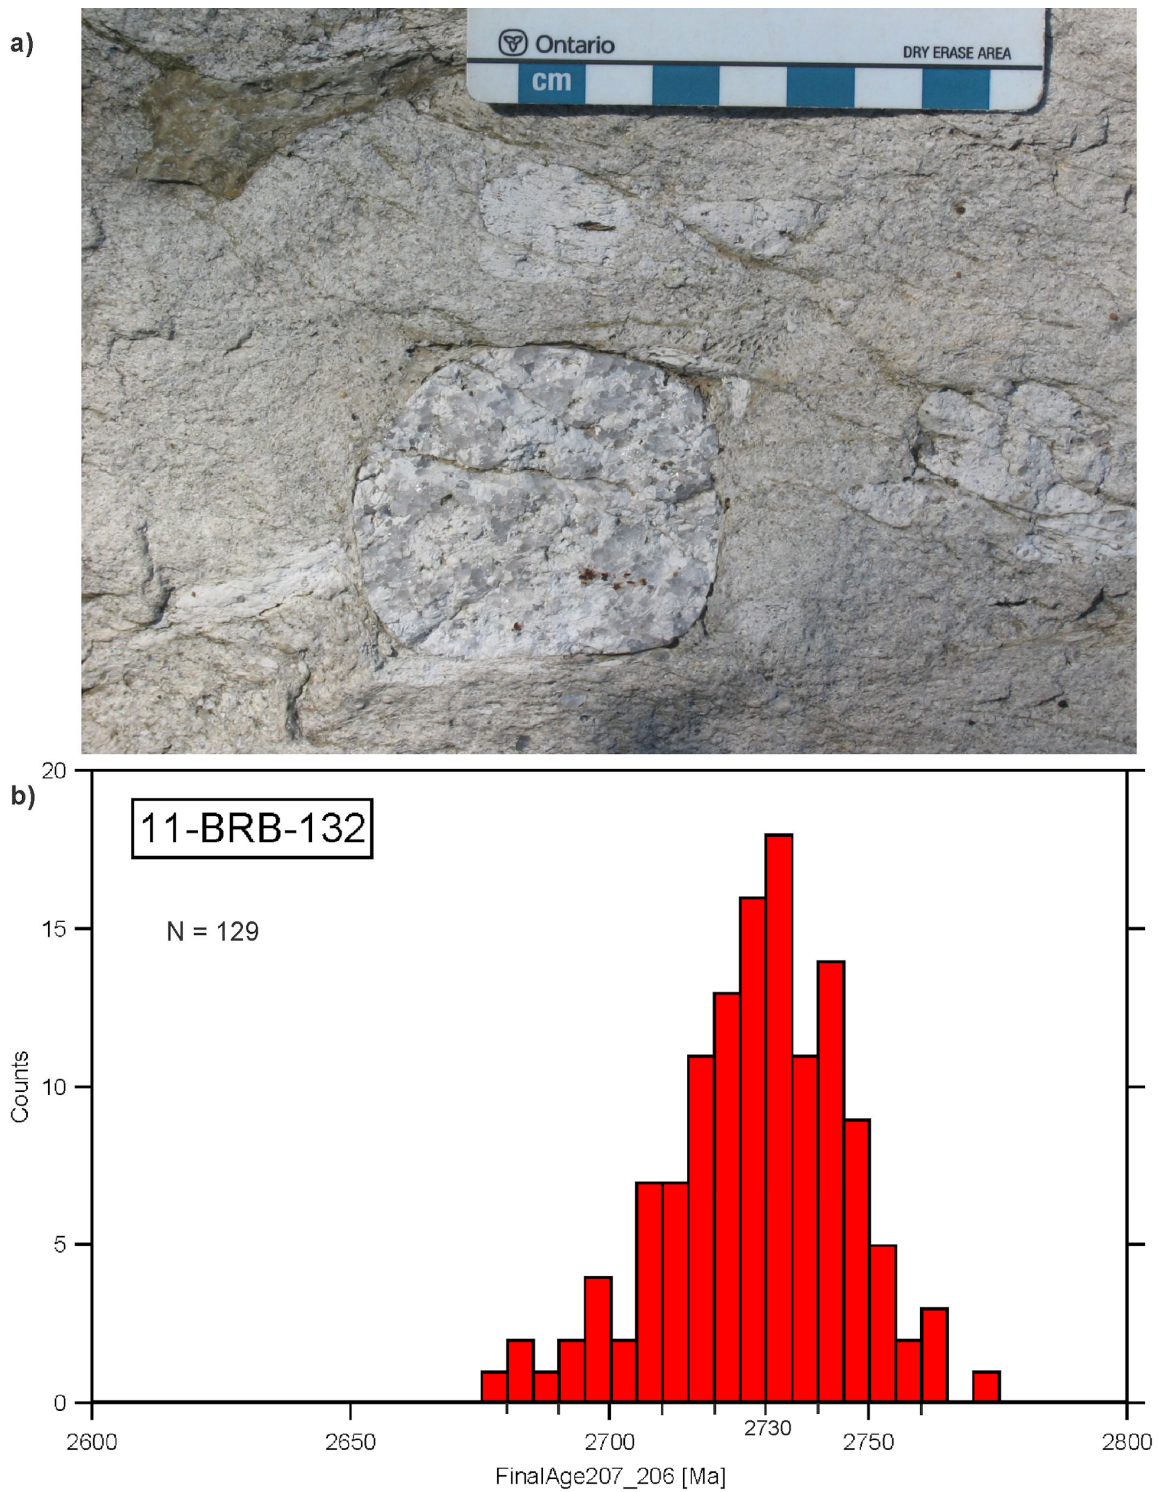 a)
Ontario
DRY ERASE AREA
cm
b)
20
11-BRB-132
N = 129
15
10
5
0
Counts
2600
2650
2700
2730
2750
2800
FinalAge207_206 [Ma]